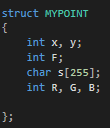 struct MYPOINT
{
    int x, y;
    int F;
    char s[255];
    int R, G, B;
};